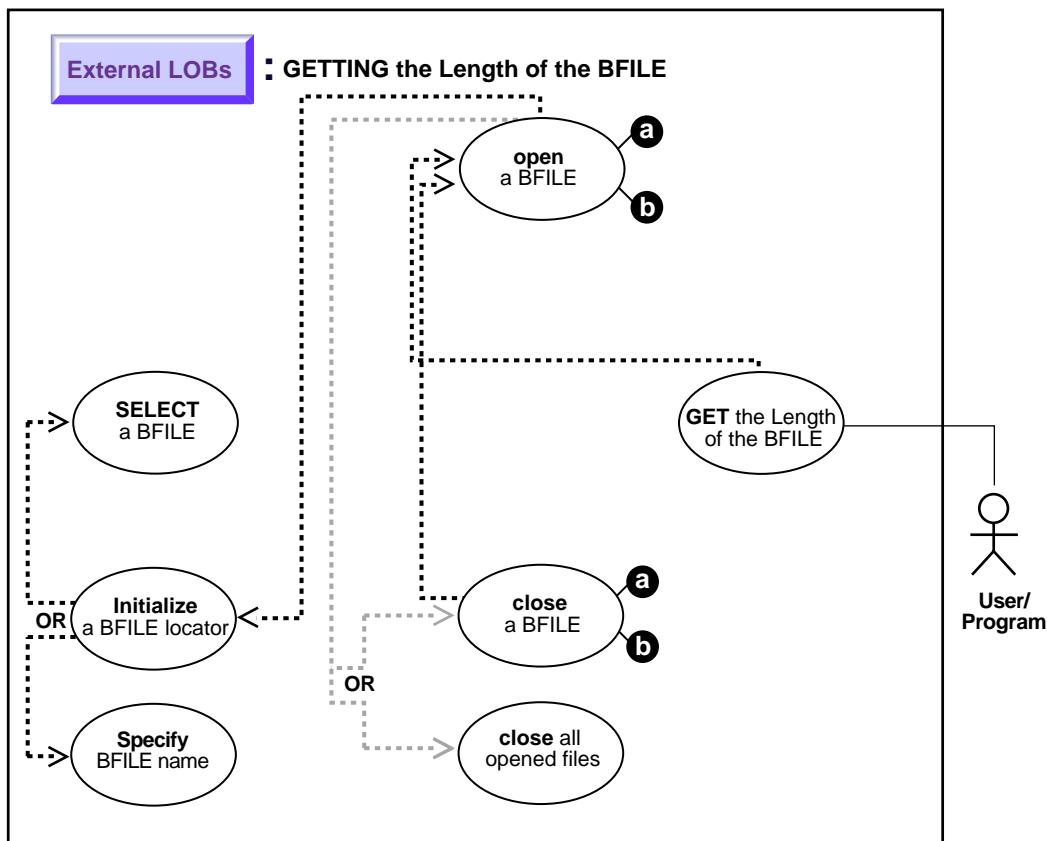 External LOBs : GETTING the Length of the BFILE
a
open
a BFILE
b
SELECT
a BFILE
GET the Length
of the BFILE
a
Initialize
a BFILE locator
OR
close
a BFILE
b
User/
Program
OR
Specify
BFILE name
close all
opened files